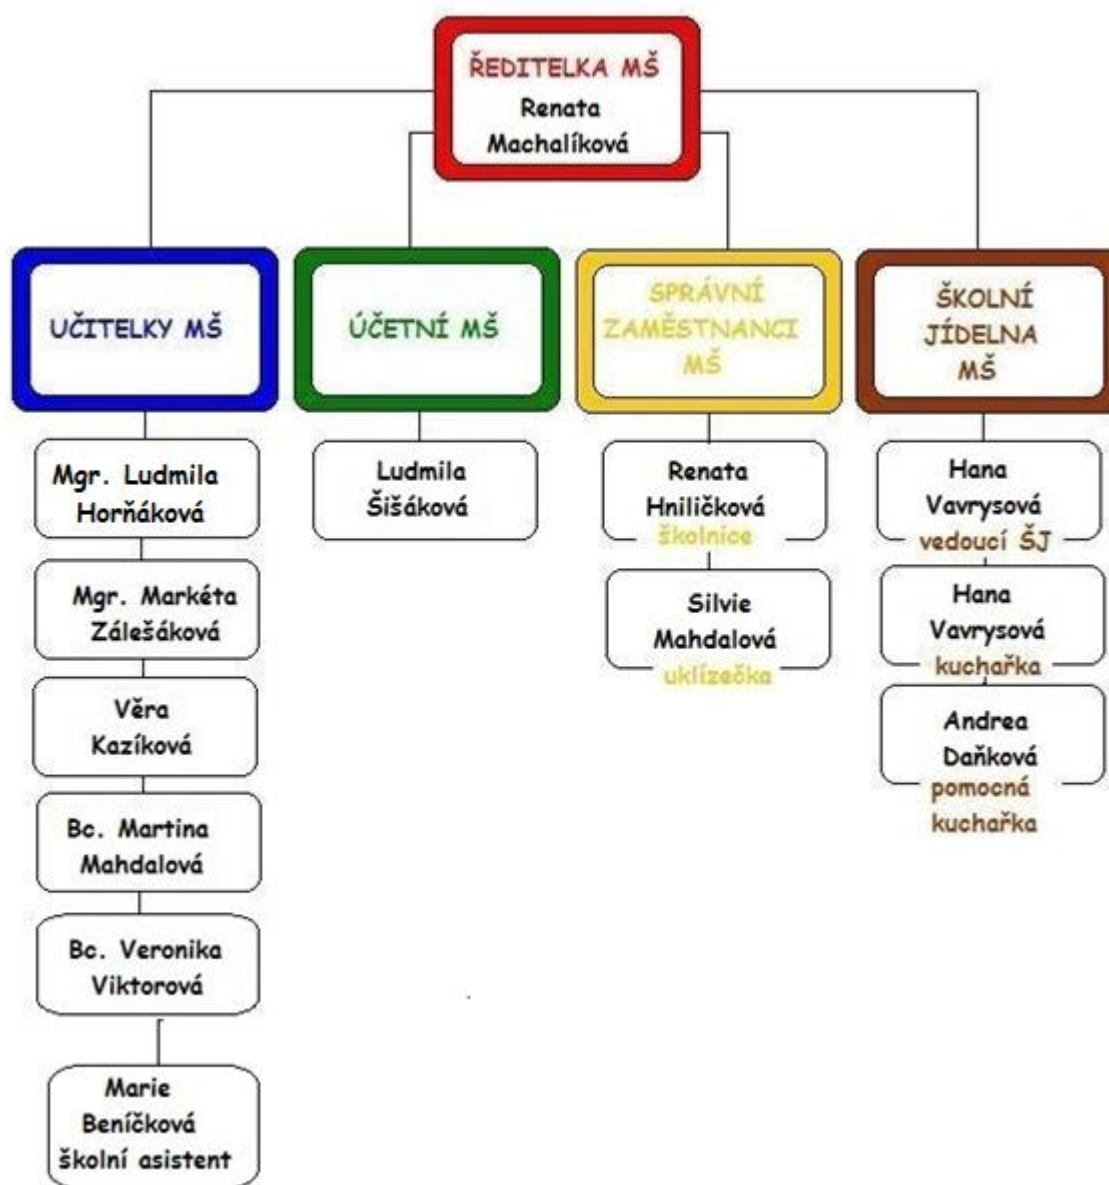 ŘEDITELKA MŠ
Renata
Machalíková
UČITELKY MŠ
ÚČETNÍ MŠ
SPRÁVNÍ
ZAMĚSTNANCI
MŠ
ŠKOLNÍ
JÍDELNA
MŠ
Mgr. Ludmila
Horňáková
Mgr. Markéta
Zálešáková
Věra
Kazíková
Bc. Martina
Mahdalová
Bc. Veronika
Viktorová
Marie
Beníčková
školní asistent
Ludmila
Šišáková
Renata
Hniličková
školnice
Silvie
Mahdalová
uklízečka
Hana
Vavrysová
vedoucí ŠJ
Hana
Vavrysová
kuchařka
Andrea
Daňková
pomocná
kuchařka